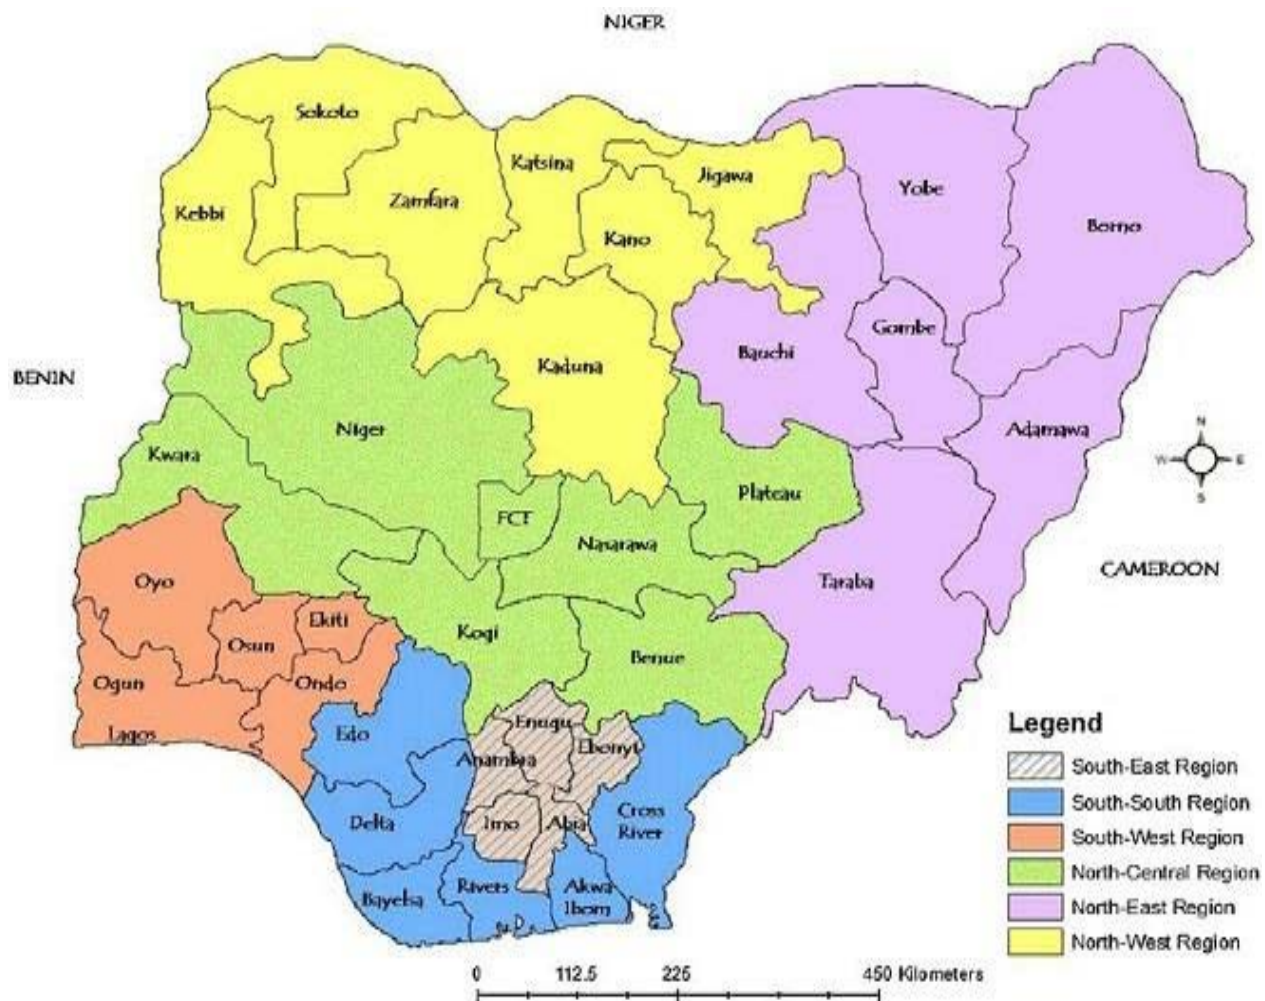 NIGER
Sokoto
Katsina
Jigawa
Yobe
Kebbi
Zamfara
Kano
Borno
Gombe
Bauchi
Kaduna
BENIN
Niger
Adamawa
Kwara
N
W E
S
Plateau
FCT
Nasarawa
CAMEROON
Oyo
Taraba
Ekiti
Osun
Kogi
Benue
Ogun
Ondo
Lagos
Edo
Enugu
Ebonyi
Anambra
Delta
Imo
Abia
Cross
River
Bayelsa
Rivers
Akwa
Ibom
Legend
South-East Region
South-South Region
South-West Region
North-Central Region
North-East Region
North-West Region
0 112.5 225 450 Kilometers